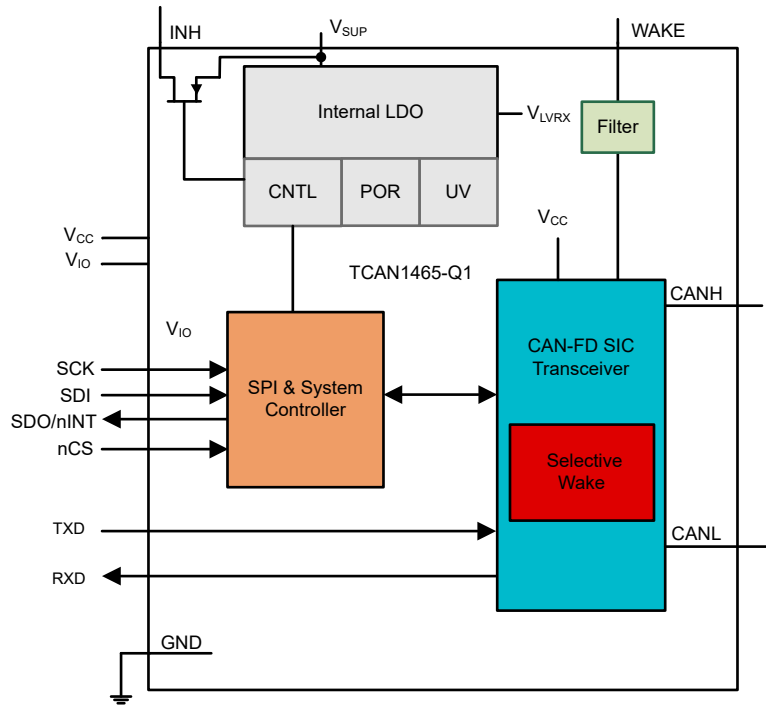 INH
VSUP
WAKE
Internal LDO
VLVRX
Filter
CNTL
POR
UV
VCC
VIO
VCC
TCAN1465-Q1
CANH
VIO
CAN-FD SIC
Transceiver
SCK
SDI
SDO/nINT
nCS
SPI & System
Controller
Selective
Wake
TXD
CANL
RXD
GND